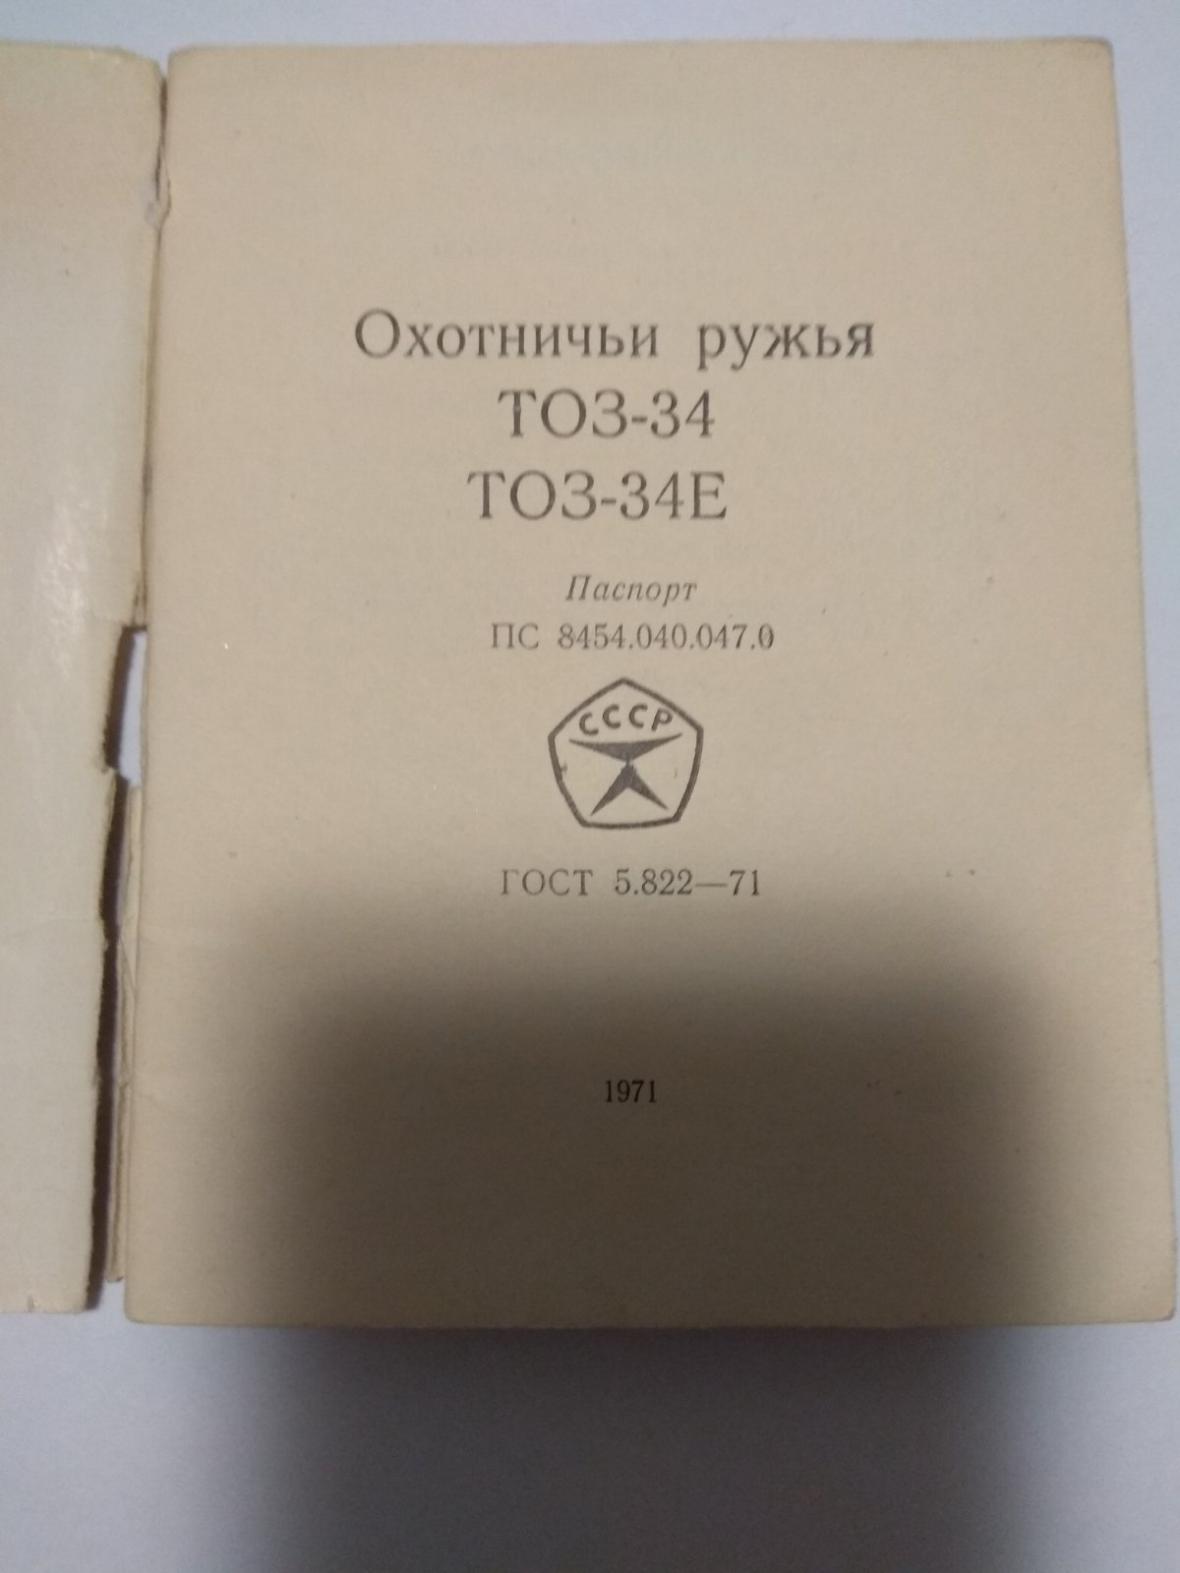 Охотничьи ружья
ТОЗ-34
ТОЗ-34Е
Паспорт
ПС 8454.040.047.0
СССР
ГОСТ 5.822—71
1971